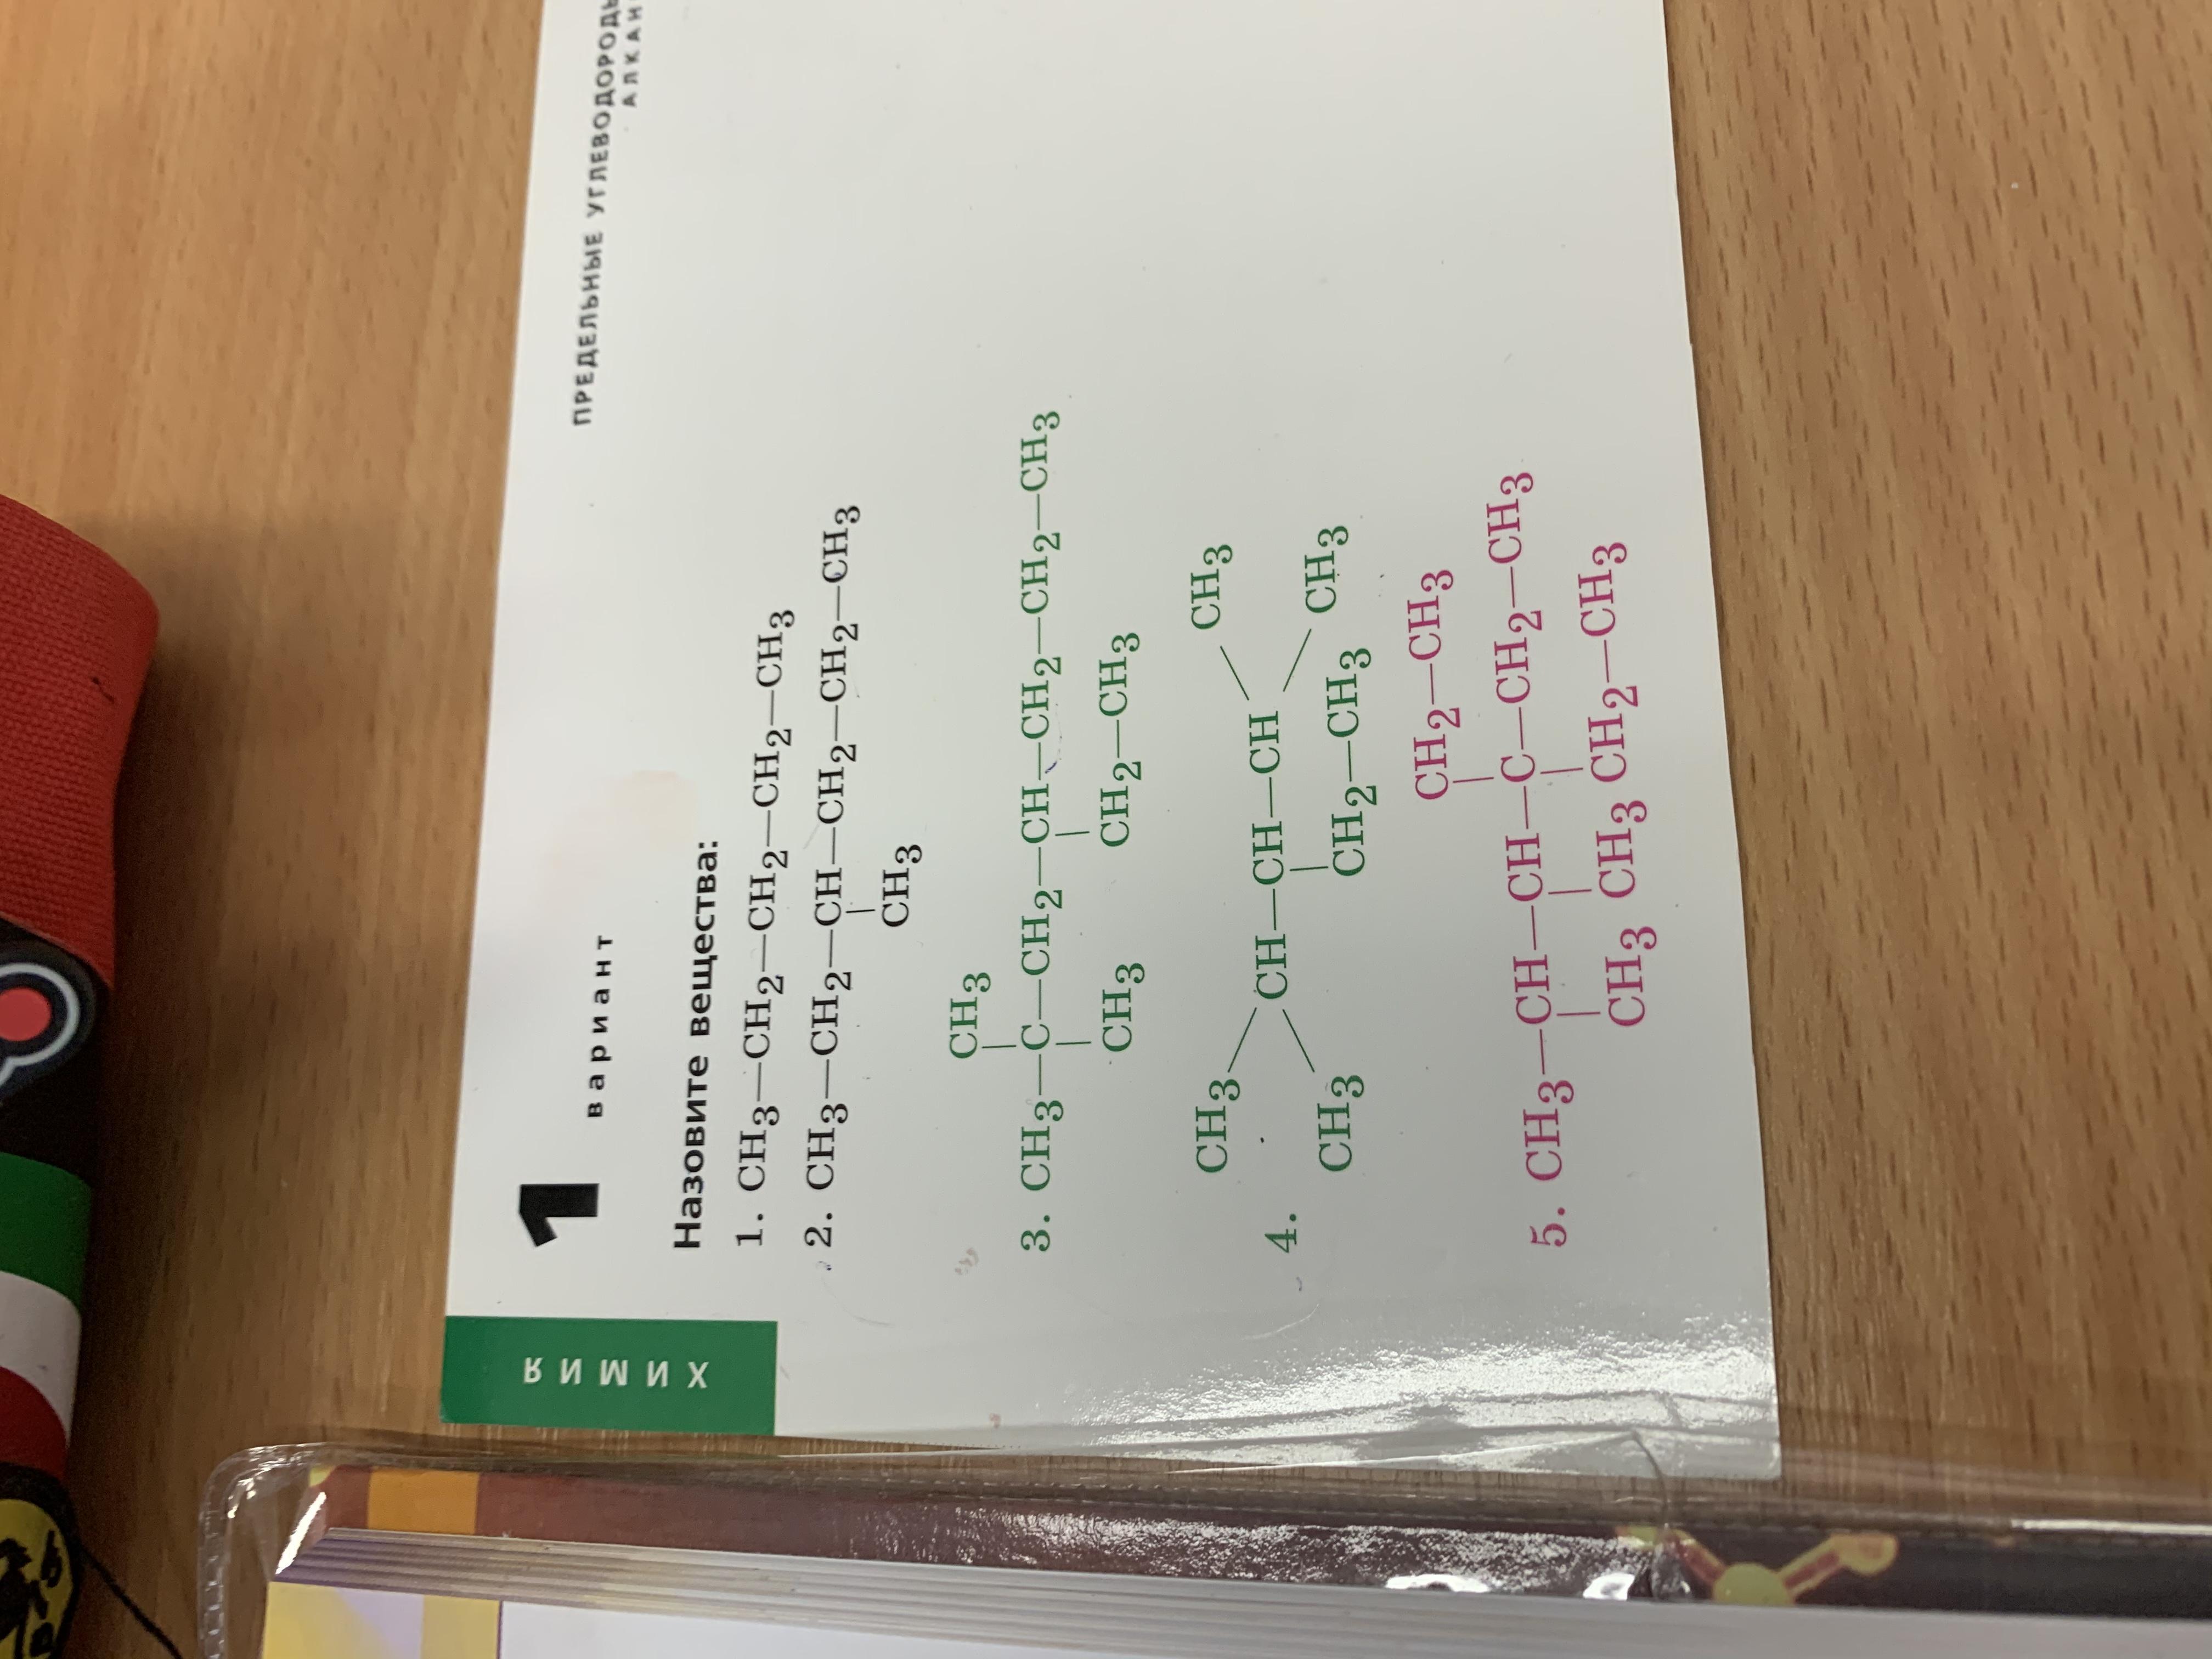 ХИМИЯ
1
вариант
ПРЕДЕЛЬНЫЕ УГЛЕВОДОРОДЫ
АЛКАН
Назовите вещества:
1. CH₃—CH₂—CH₂—CH₂—CH₃
2. CH₃—CH₂—CH—CH₂—CH₂—CH₃
CH₃
CH₃
3. CH₃—C—CH₂—CH—CH₂—CH₂—CH₃
CH₃ CH₂—CH₃
CH₃ CH₃
4. CH—CH—CH
CH₃ CH₂—CH₃ CH₃
CH₂—CH₃
5. CH₃—CH—CH—C—CH₂—CH₃
CH₃ CH₃ CH₂—CH₃